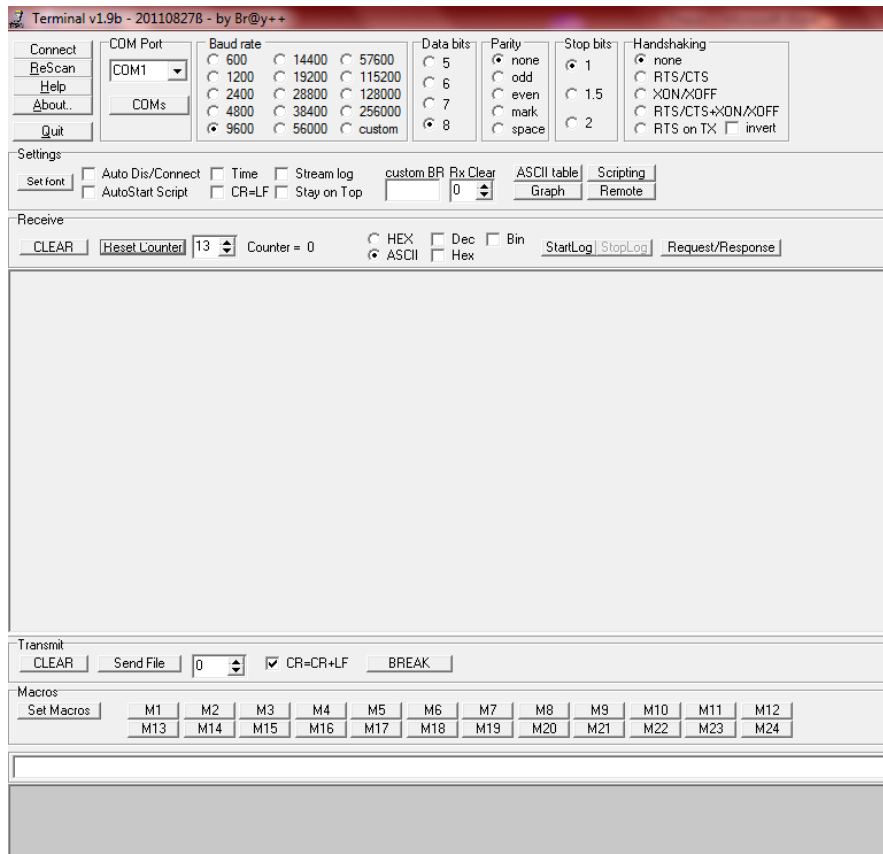 Terminal v1.9b - 20110827ß - by Br@y++
Connect
ReScan
Help
About..
Quit
COM Port
COM1
COMs
Baud rate
600 14400 57600
1200 19200 115200
2400 28800 128000
4800 38400 256000
9600 56000 custom
Data bits
5
6
7
8
Parity
none
odd
even
mark
space
Stop bits
1
1.5
2
Handshaking
none
RTS/CTS
XON/XOFF
RTS/CTS+XON/XOFF
RTS on TX invert
Settings
Set font
Auto Dis/Connect Time Stream log
AutoStart Script CR=LF Stay on Top
custom BR Rx Clear
0
ASCII table Scripting
Graph Remote
Receive
CLEAR Reset Counter 13 Counter = 0
HEX Dec Bin
ASCII Hex
StartLog StopLog Request/Response
Transmit
CLEAR Send File 0 CR=CR+LF BREAK
Macros
Set Macros M1 M2 M3 M4 M5 M6 M7 M8 M9 M10 M11 M12
M13 M14 M15 M16 M17 M18 M19 M20 M21 M22 M23 M24